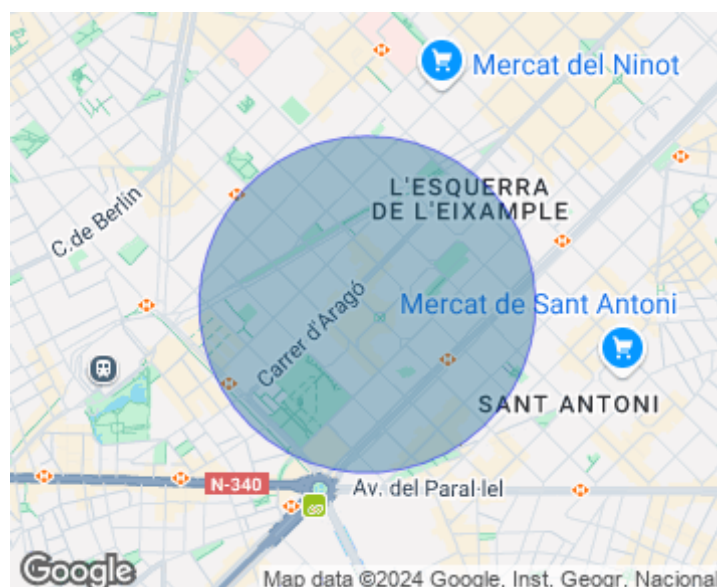 Mercat del Ninot
L'ESQUERRA
DE L'EIXAMPLE
C.de Berlín
Carrer d'Aragó
Mercat de Sant Antoni
SANT ANTONI
N-340
Av. del Paral·lel
Google
Map data ©2024 Google, Inst. Geogr. Nacional